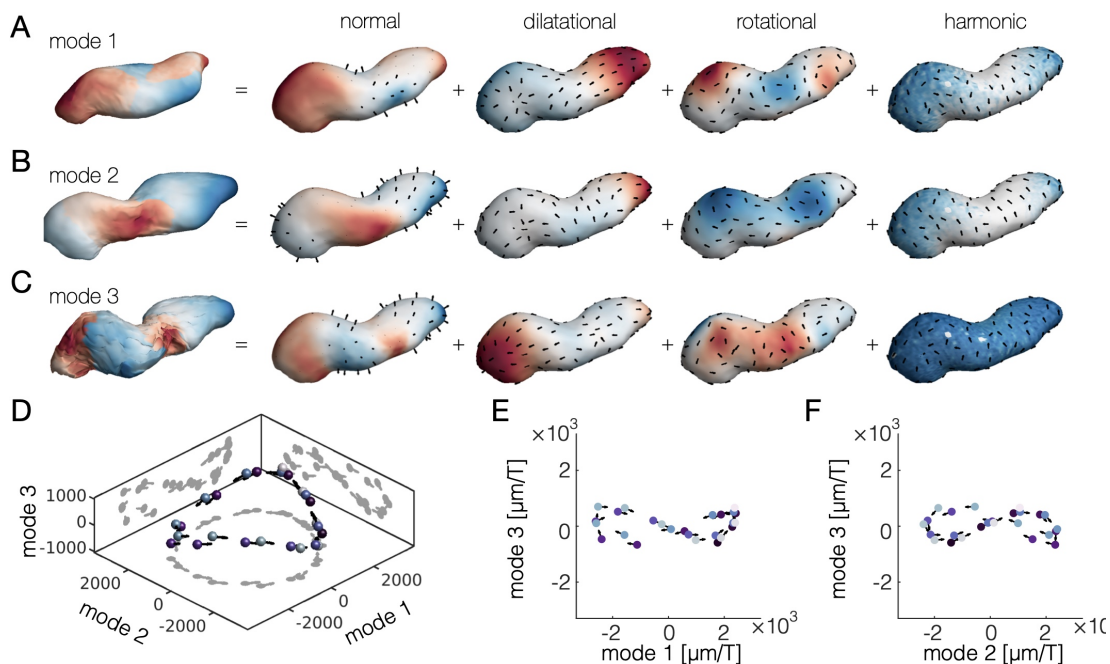 A
normal
dilatational
rotational
harmonic
mode 1
= + + +
B
mode 2
= + + +
C
mode 3
= + + +
D
E
F
mode 3
1000
0
-1000
2000
0
-2000
mode 2
-2000
0
2000
mode 1
×10³
mode 3 [µm/T]
2
0
-2
-2 0 2
×10³
mode 1 [µm/T]
×10³
mode 3 [µm/T]
2
0
-2
-2 0 2
×10
mode 2 [µm/T]